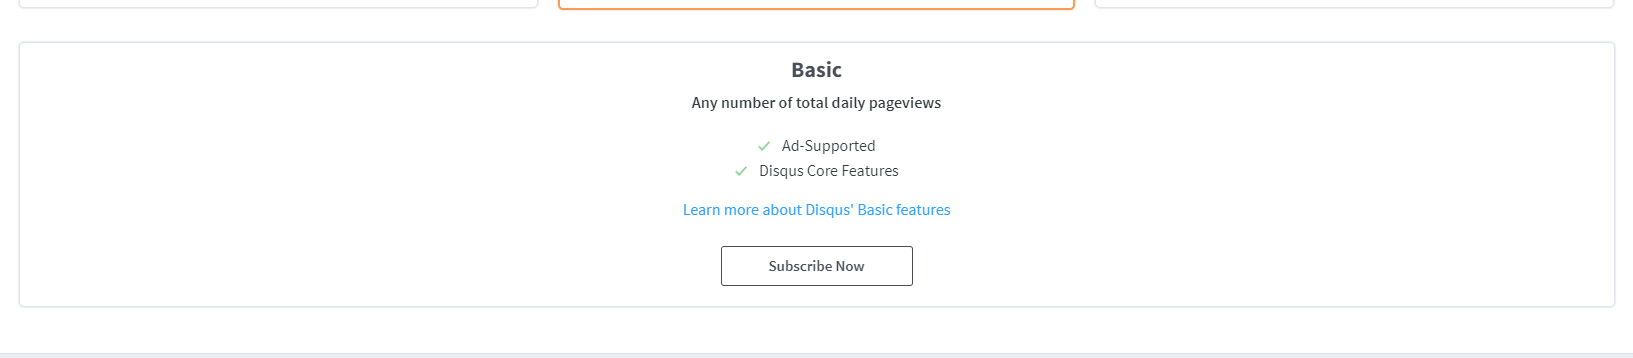 Basic
Any number of total daily pageviews
Ad-Supported
Disqus Core Features
Learn more about Disqus' Basic features
Subscribe Now